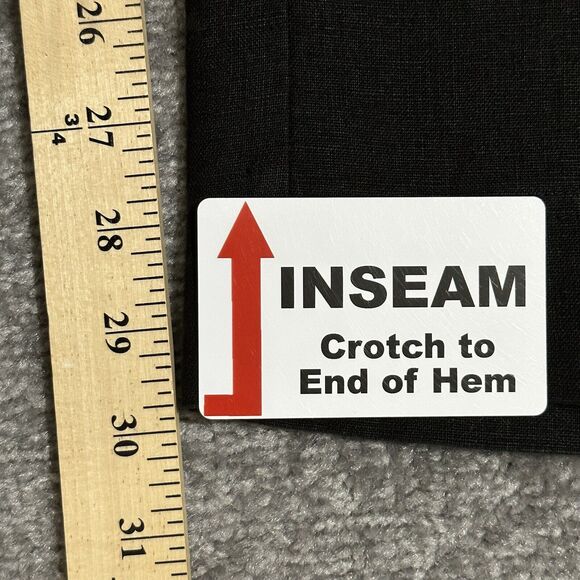 26
27
3/4
28
29
30
31
INSEAM
Crotch to
End of Hem